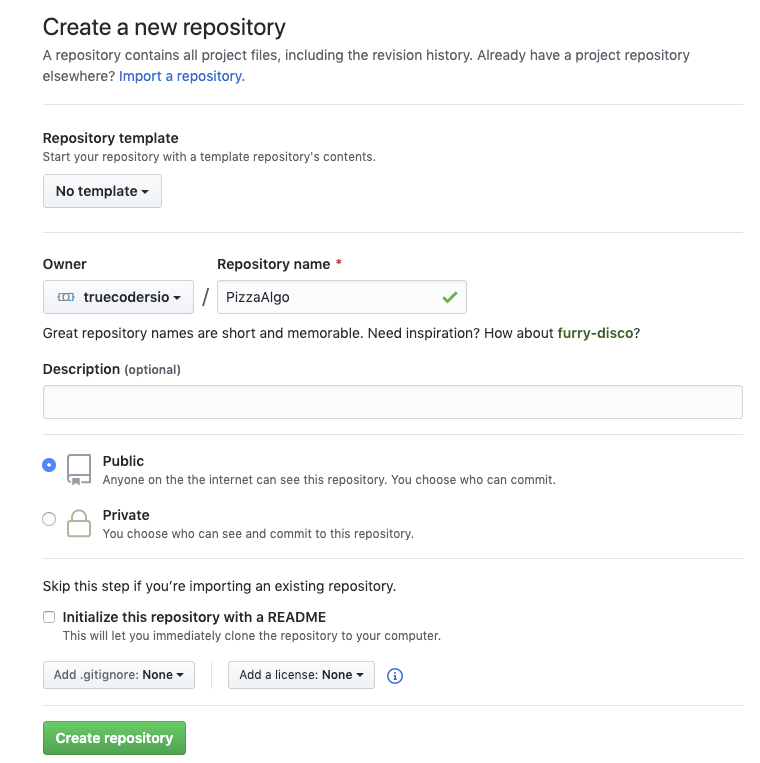 Create a new repository
A repository contains all project files, including the revision history. Already have a project repository
elsewhere? Import a repository.
Repository template
Start your repository with a template repository's contents.
No template
Owner
Repository name *
truecodersio
/
PizzaAlgo
Great repository names are short and memorable. Need inspiration? How about furry-disco?
Description (optional)
Public
Anyone on the the internet can see this repository. You choose who can commit.
Private
You choose who can see and commit to this repository.
Skip this step if you’re importing an existing repository.
Initialize this repository with a README
This will let you immediately clone the repository to your computer.
Add .gitignore: None
Add a license: None
Create repository